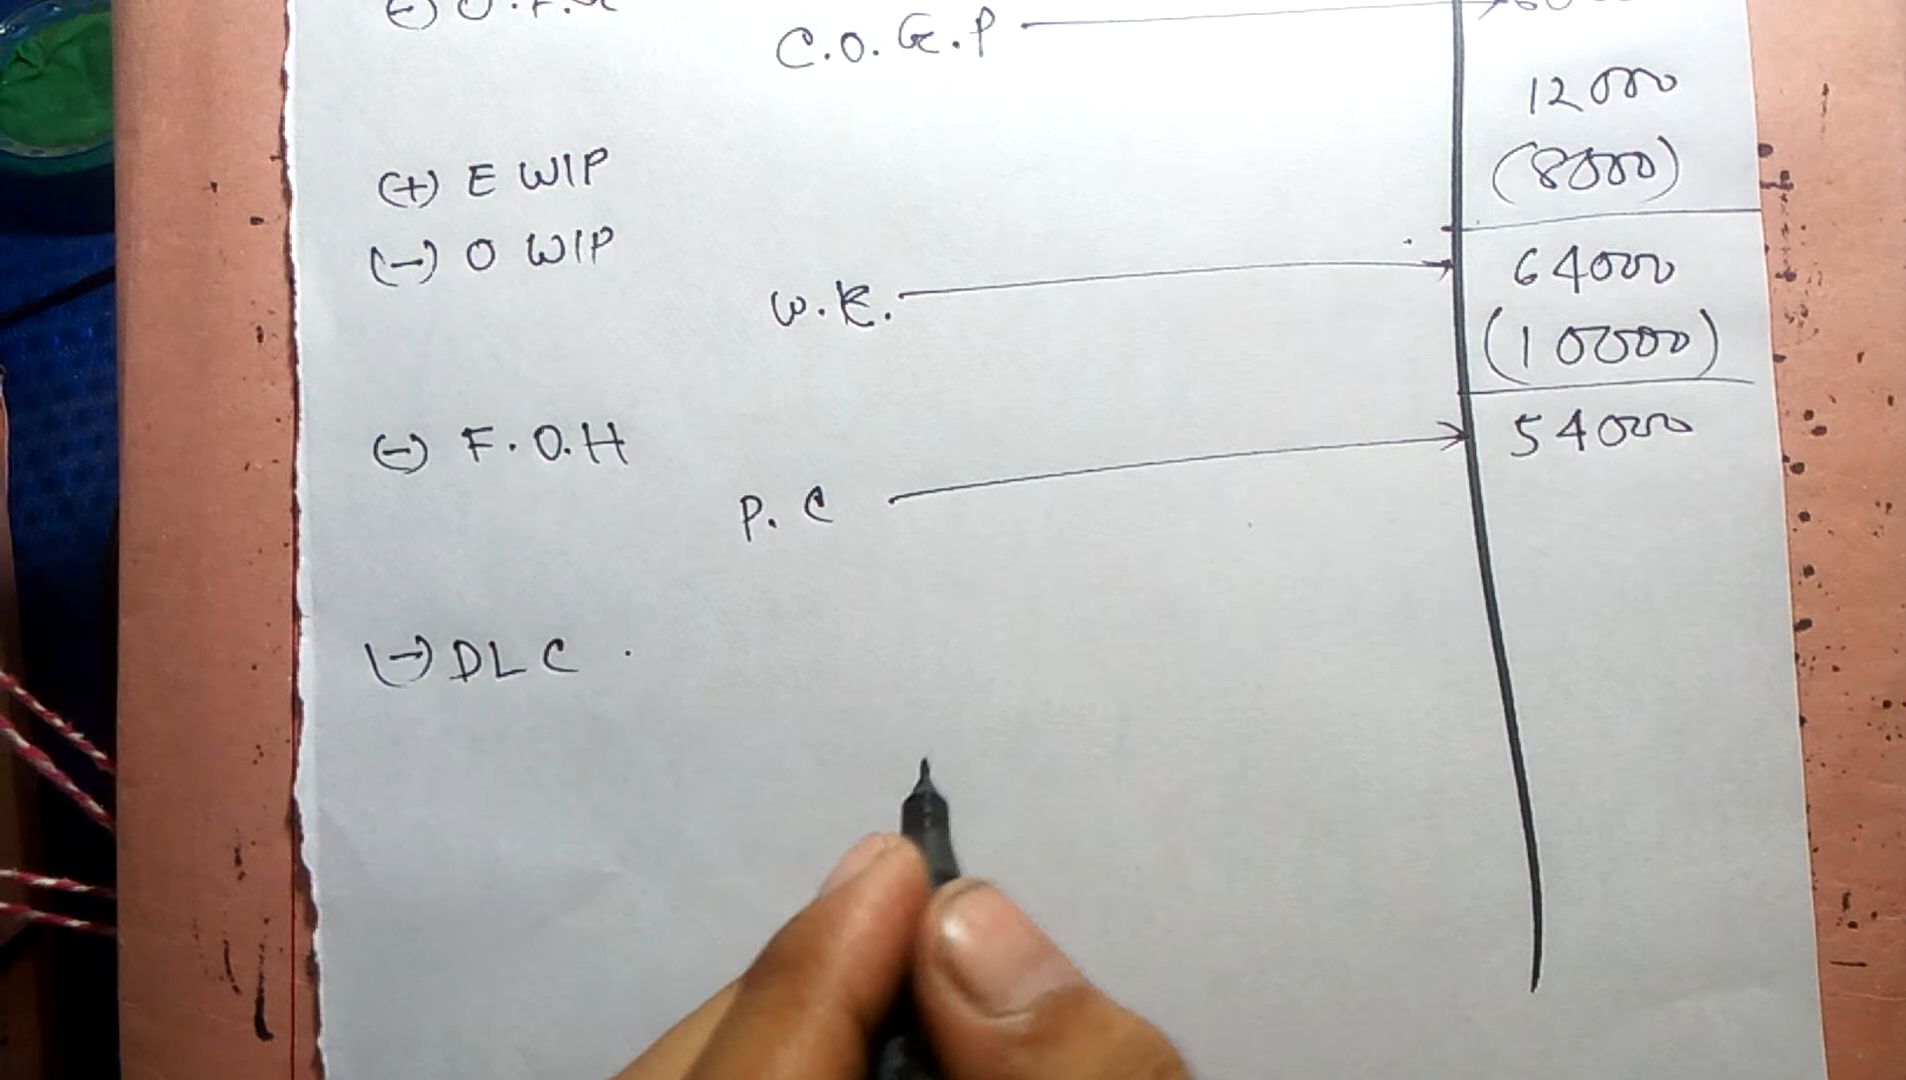 C.O.G.P
12000
(+) E WIP (8000)
(-) O WIP
W.K. 64000
(10000)
(-) F.O.H 54000
P.C
(-) DLC